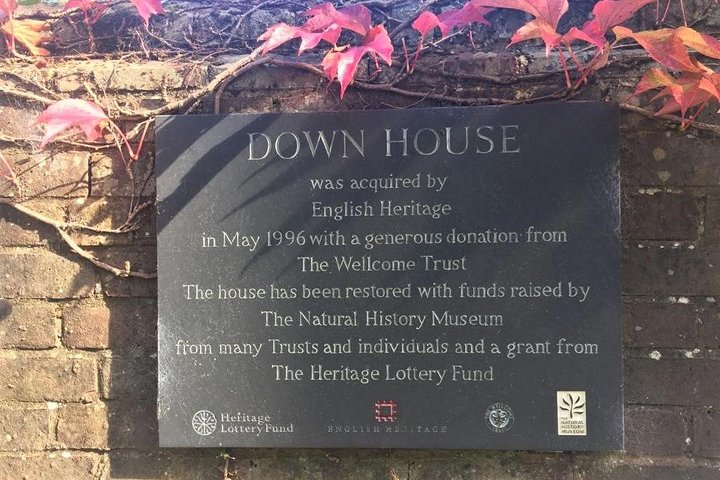 DOWN HOUSE
was acquired by
English Heritage
in May 1996 with a generous donation from
The Wellcome Trust
The house has been restored with funds raised by
The Natural History Museum
from many Trusts and individuals and a grant from
The Heritage Lottery Fund
Heritage
Lottery Fund
ENGLISH HERITAGE
NATURAL
HISTORY
MUSEUM